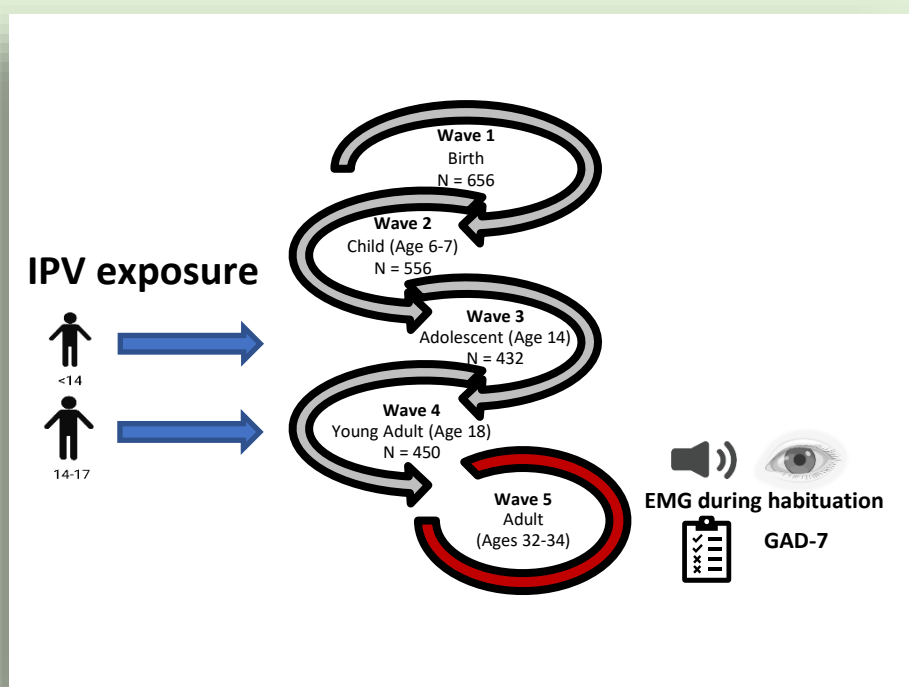 Wave 1
Birth
N = 656
Wave 2
Child (Age 6-7)
N = 556
IPV exposure
<14
14-17
Wave 3
Adolescent (Age 14)
N = 432
Wave 4
Young Adult (Age 18)
N = 450
Wave 5
Adult
(Ages 32-34)
EMG during habituation
GAD-7